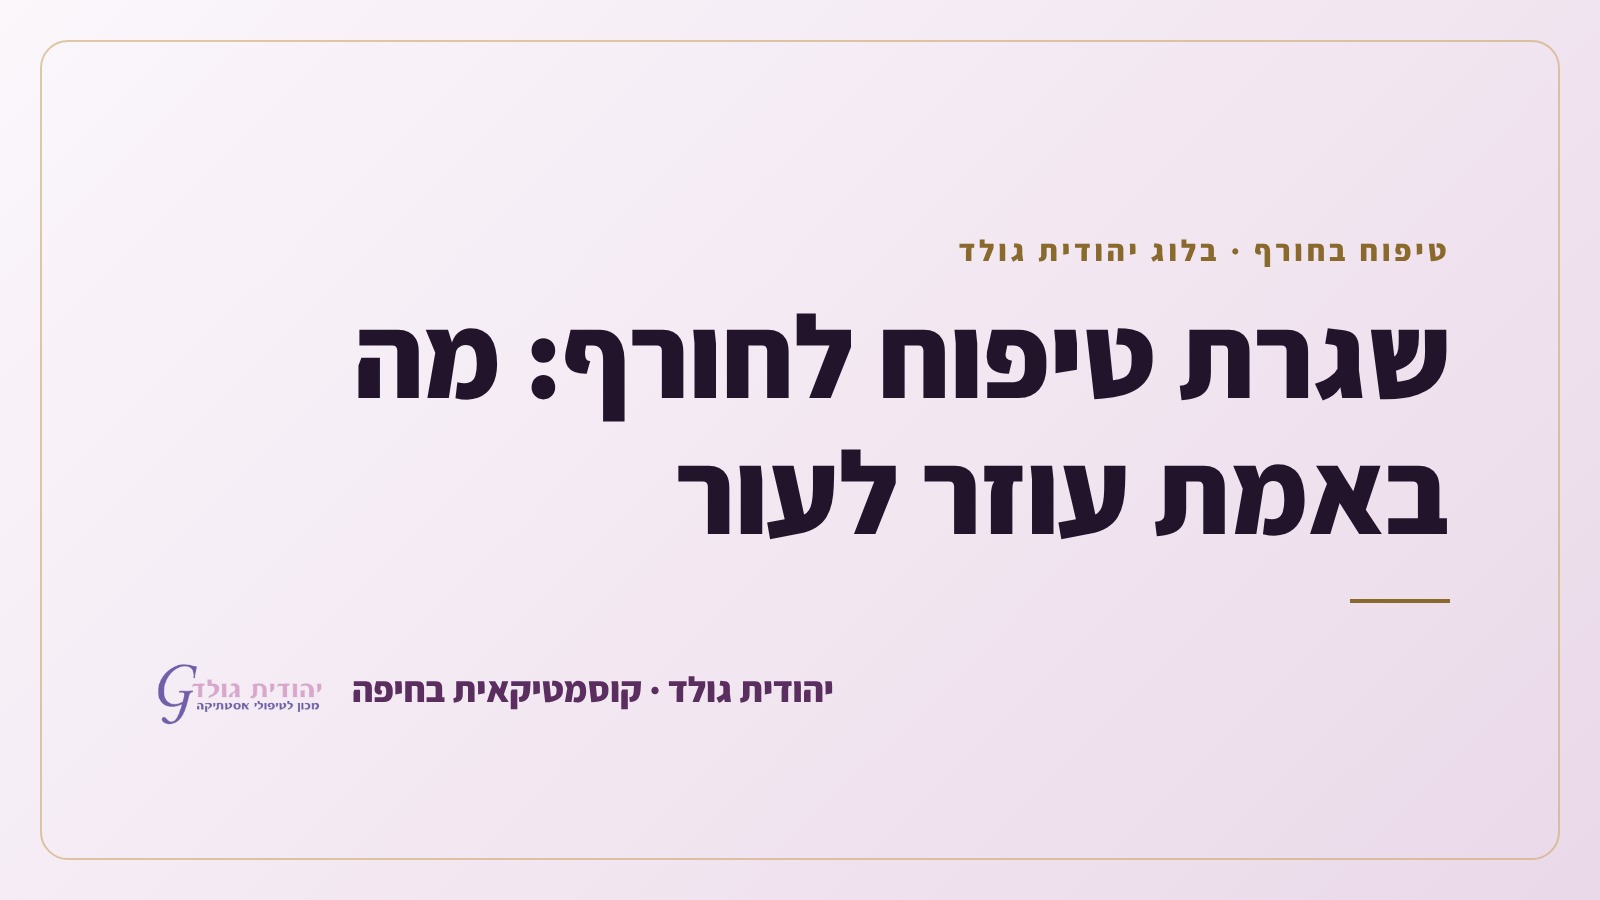 טיפוח בחורף · בלוג יהודית גולד
שגרת טיפוח לחורף: מה
באמת עוזר לעור
יהודית גולד · קוסמטיקאית בחיפה
יהודית גולד G
מכון לטיפולי אסטתיקה